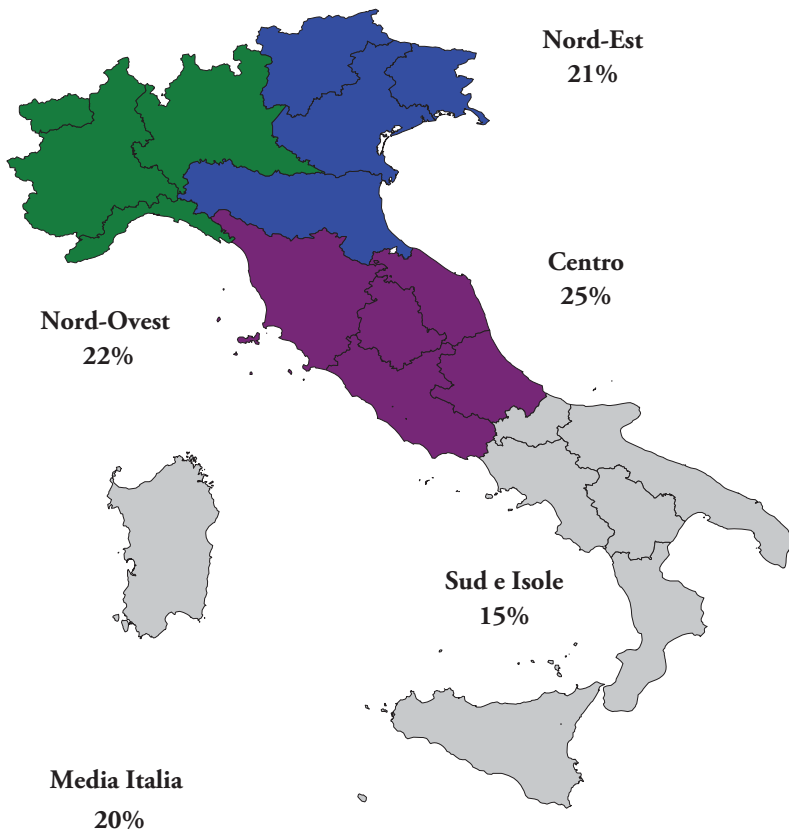 Nord-Est
21%
Centro
25%
Nord-Ovest
22%
Sud e Isole
15%
Media Italia
20%